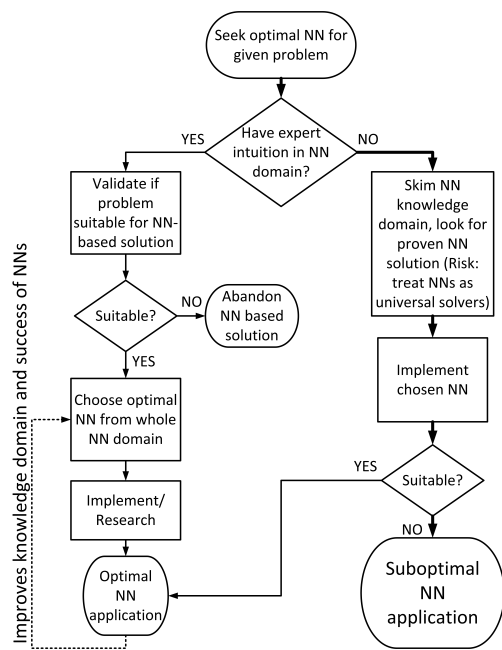 Seek optimal NN for
given problem
Have expert
intuition in NN
domain?
YES
NO
Validate if
problem
suitable for NN-
based solution
Suitable?
NO
Abandon
NN based
solution
YES
Choose optimal
NN from whole
NN domain
Implement/
Research
Optimal
NN
application
Improves knowledge domain and success of NNs
Skim NN
knowledge
domain, look for
proven NN
solution (Risk:
treat NNs as
universal solvers)
Implement
chosen NN
Suitable?
YES
NO
Suboptimal
NN
application